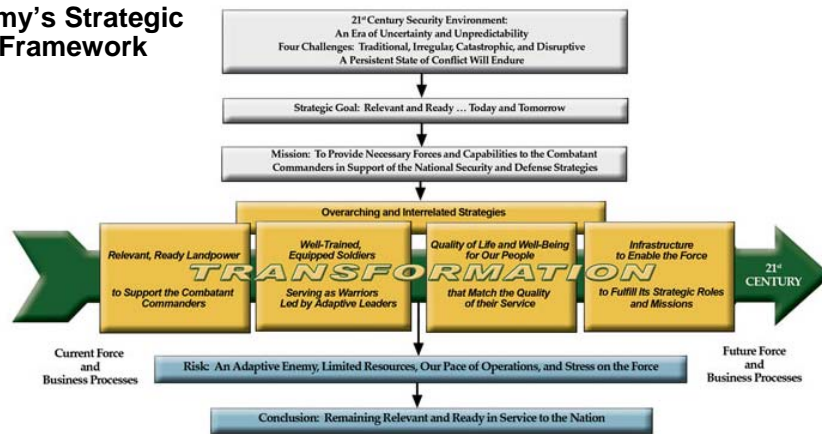 my's Strategic
Framework
21st Century Security Environment:
An Era of Uncertainty and Unpredictability
Four Challenges: Traditional, Irregular, Catastrophic, and Disruptive
A Persistent State of Conflict Will Endure
Strategic Goal: Relevant and Ready ... Today and Tomorrow
Mission: To Provide Necessary Forces and Capabilities to the Combatant
Commanders in Support of the National Security and Defense Strategies
Overarching and Interrelated Strategies
Relevant, Ready Landpower
to Support the Combatant
Commanders
Well-Trained,
Equipped Soldiers
Serving as Warriors
Led by Adaptive Leaders
Quality of Life and Well-Being
for Our People
that Match the Quality
of their Service
Infrastructure
to Enable the Force
to Fulfill Its Strategic Roles
and Missions
TRANSFORMATION
21st
CENTURY
Current Force
and
Business Processes
Future Force
and
Business Processes
Risk: An Adaptive Enemy, Limited Resources, Our Pace of Operations, and Stress on the Force
Conclusion: Remaining Relevant and Ready in Service to the Nation